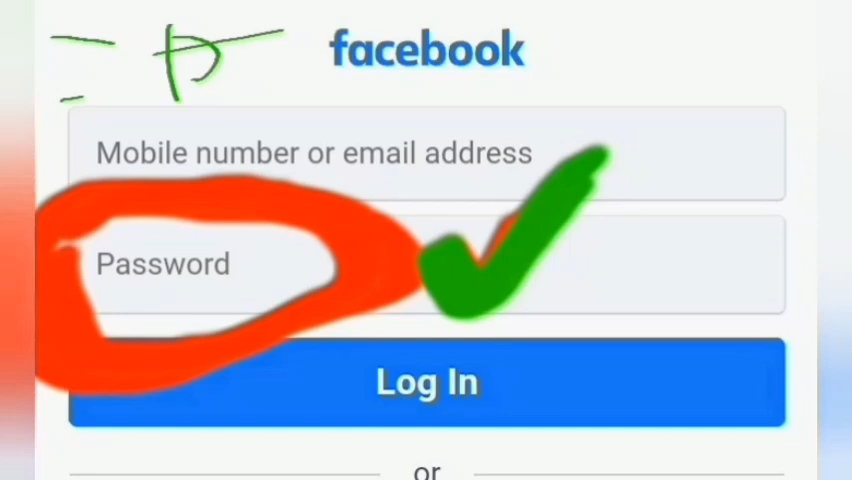 facebook
Mobile number or email address
Password
Log In
or